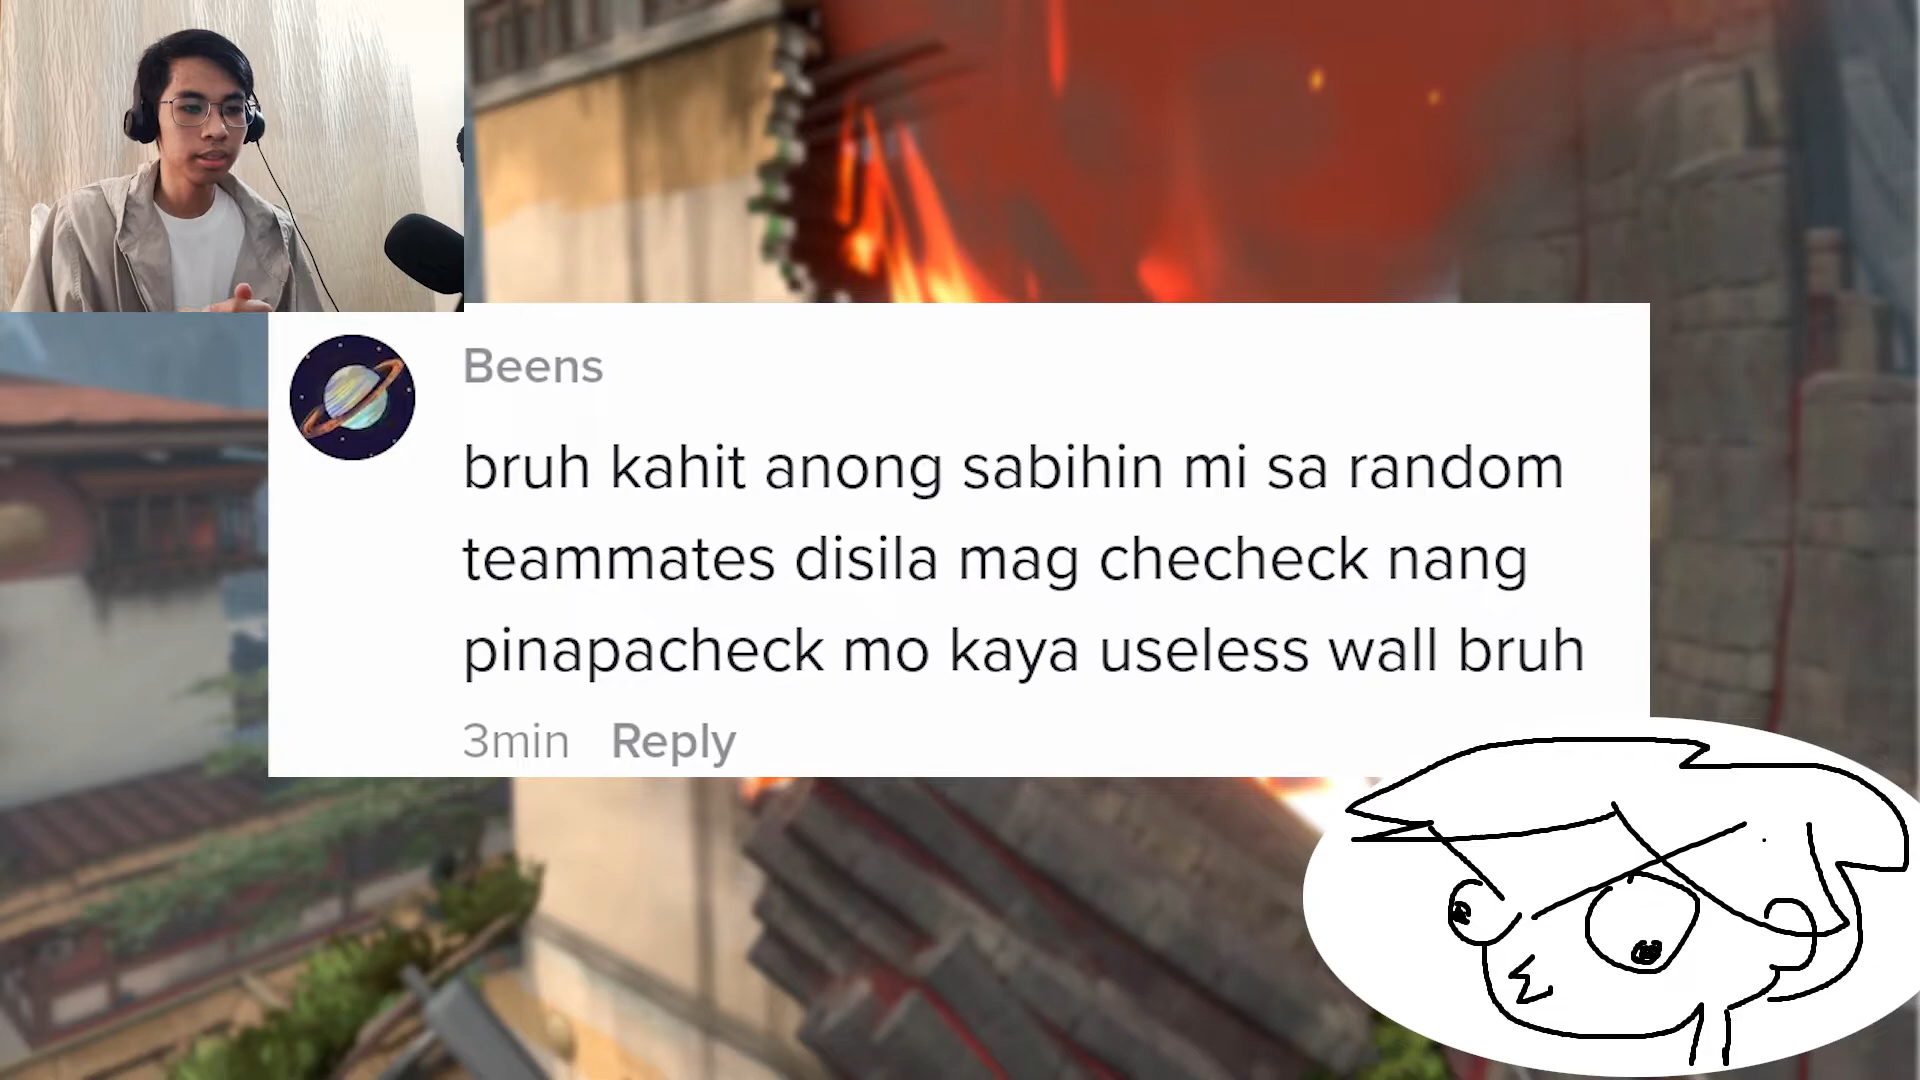 Beens
bruh kahit anong sabihin mi sa random
teammates disila mag checheck nang
pinapacheck mo kaya useless wall bruh
3min Reply